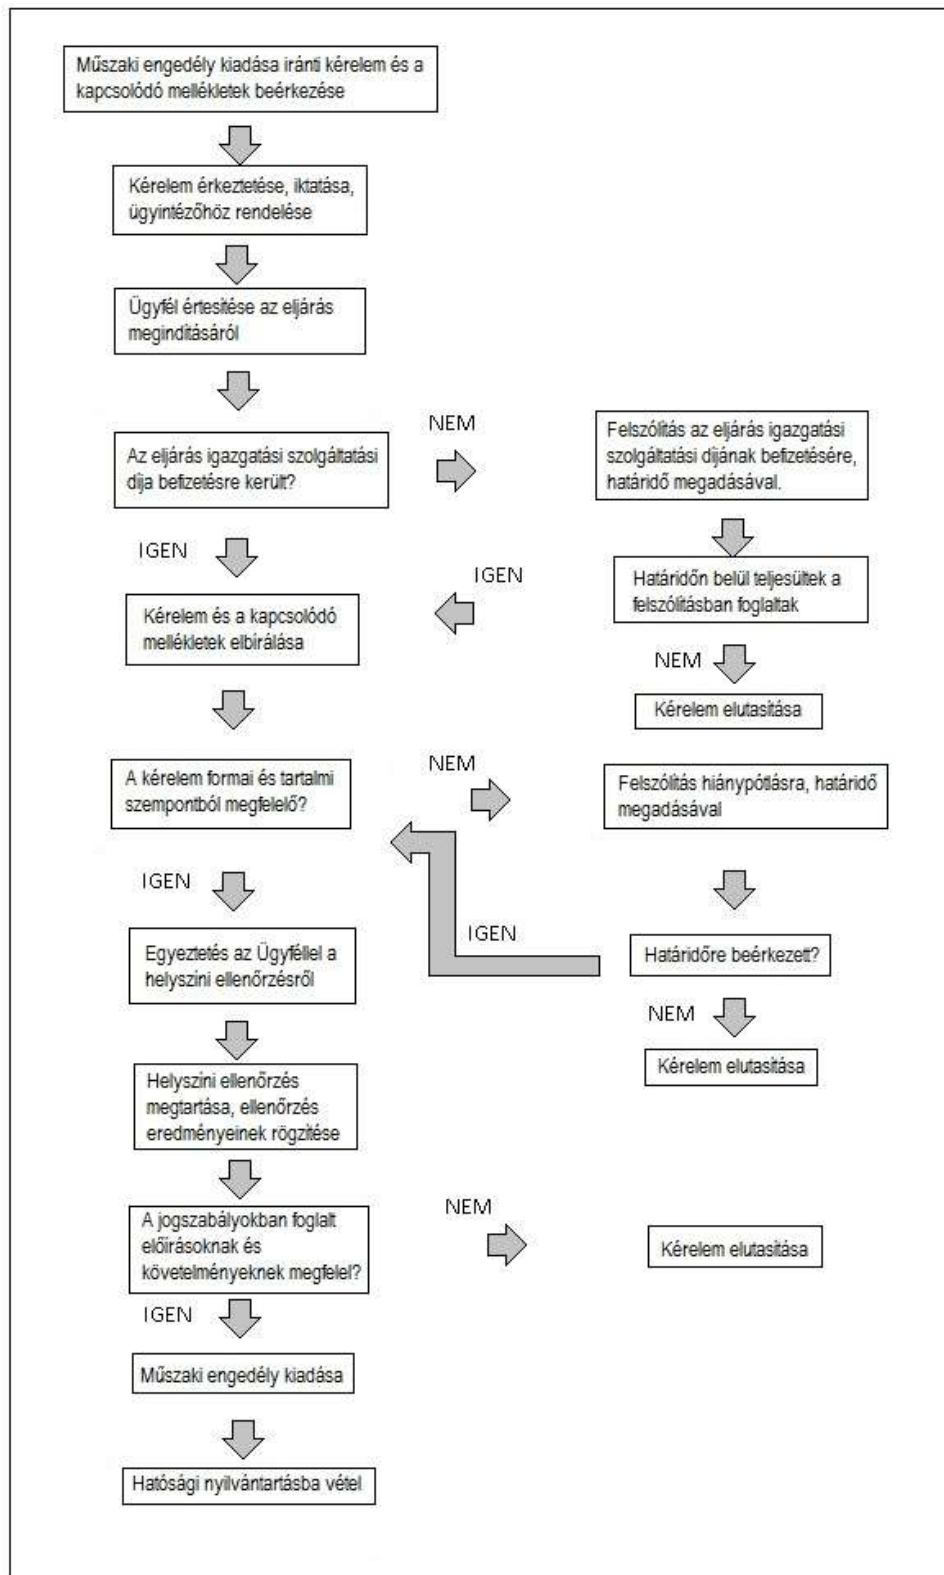 Műszaki engedély kiadása iránti kérelem és a
kapcsolódó mellékletek beérkezése
Kérelem érkeztetése, iktatása,
ügyintézőhöz rendelése
Ügyfél értesítése az eljárás
megindításáról
Az eljárás igazgatási szolgáltatási
díja befizetésre került?
NEM
Felszólítás az eljárás igazgatási
szolgáltatási díjának befizetésére,
határidő megadásával.
IGEN
Határidőn belül teljesültek a
felszólításban foglaltak
IGEN
NEM
Kérelem elutasítása
Kérelem és a kapcsolódó
mellékletek elbírálása
A kérelem formai és tartalmi
szempontból megfelelő?
NEM
Felszólítás hiánypótlásra, határidő
megadásával
IGEN
Határidőre beérkezett?
IGEN
NEM
Kérelem elutasítása
Egyeztetés az Ügyféllel a
helyszíni ellenőrzésről
Helyszíni ellenőrzés
megtartása, ellenőrzés
eredményeinek rögzítése
A jogszabályokban foglalt
előírásoknak és
követelményeknek megfelel?
NEM
Kérelem elutasítása
IGEN
Műszaki engedély kiadása
Hatósági nyilvántartásba vétel